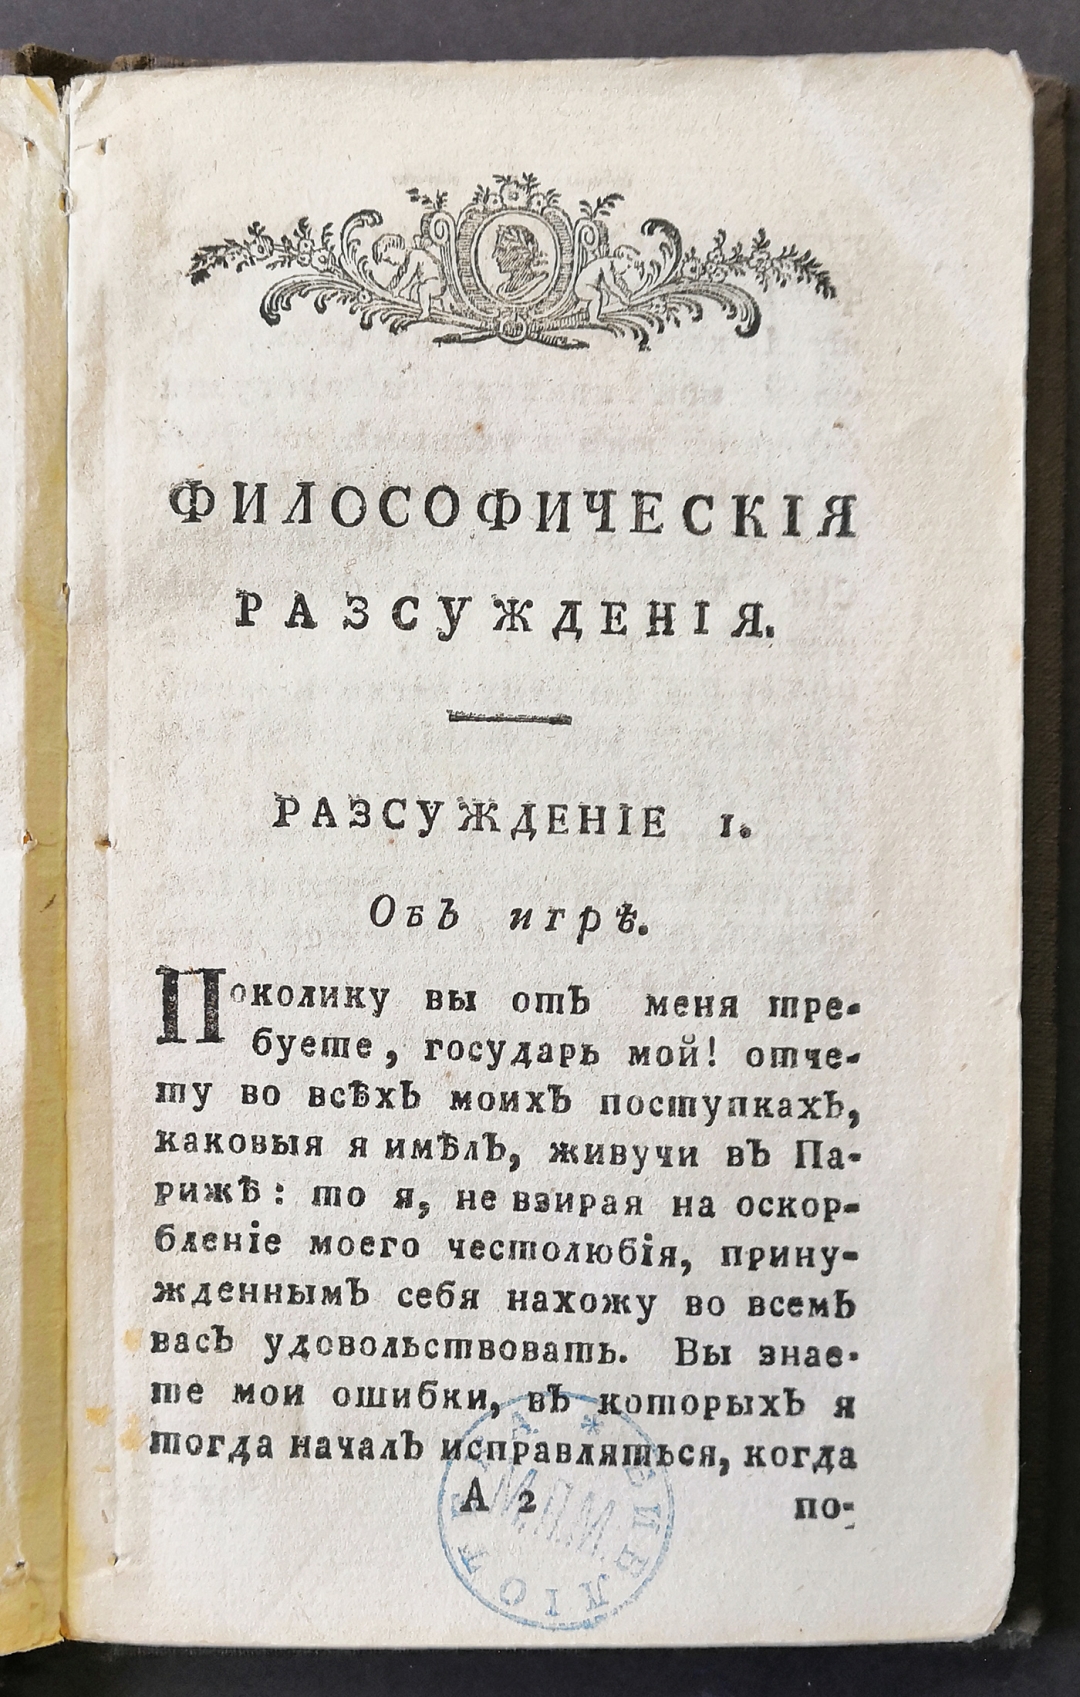 ФИЛОСОФИЧЕСКІЯ
РАЗСУЖДЕНІЯ.
РАЗСУЖДЕНІЕ 1.
Объ игрѣ.
Поколику вы отъ меня тре-
буете, государь мой! отче-
ту во всѣхъ моихъ поступкахъ,
каковыя я имѣлъ, живучи въ Па-
рижѣ: то я, не взирая на оскор-
бленіе моего честолюбія, прину-
жденнымъ себя нахожу во всемъ
васъ удовольствовать. Вы знае-
те мои ошибки, въ которыхъ я
тогда началъ исправляться, когда
А 2 по-
* БИБЛІОТЕКА
М.П.М.